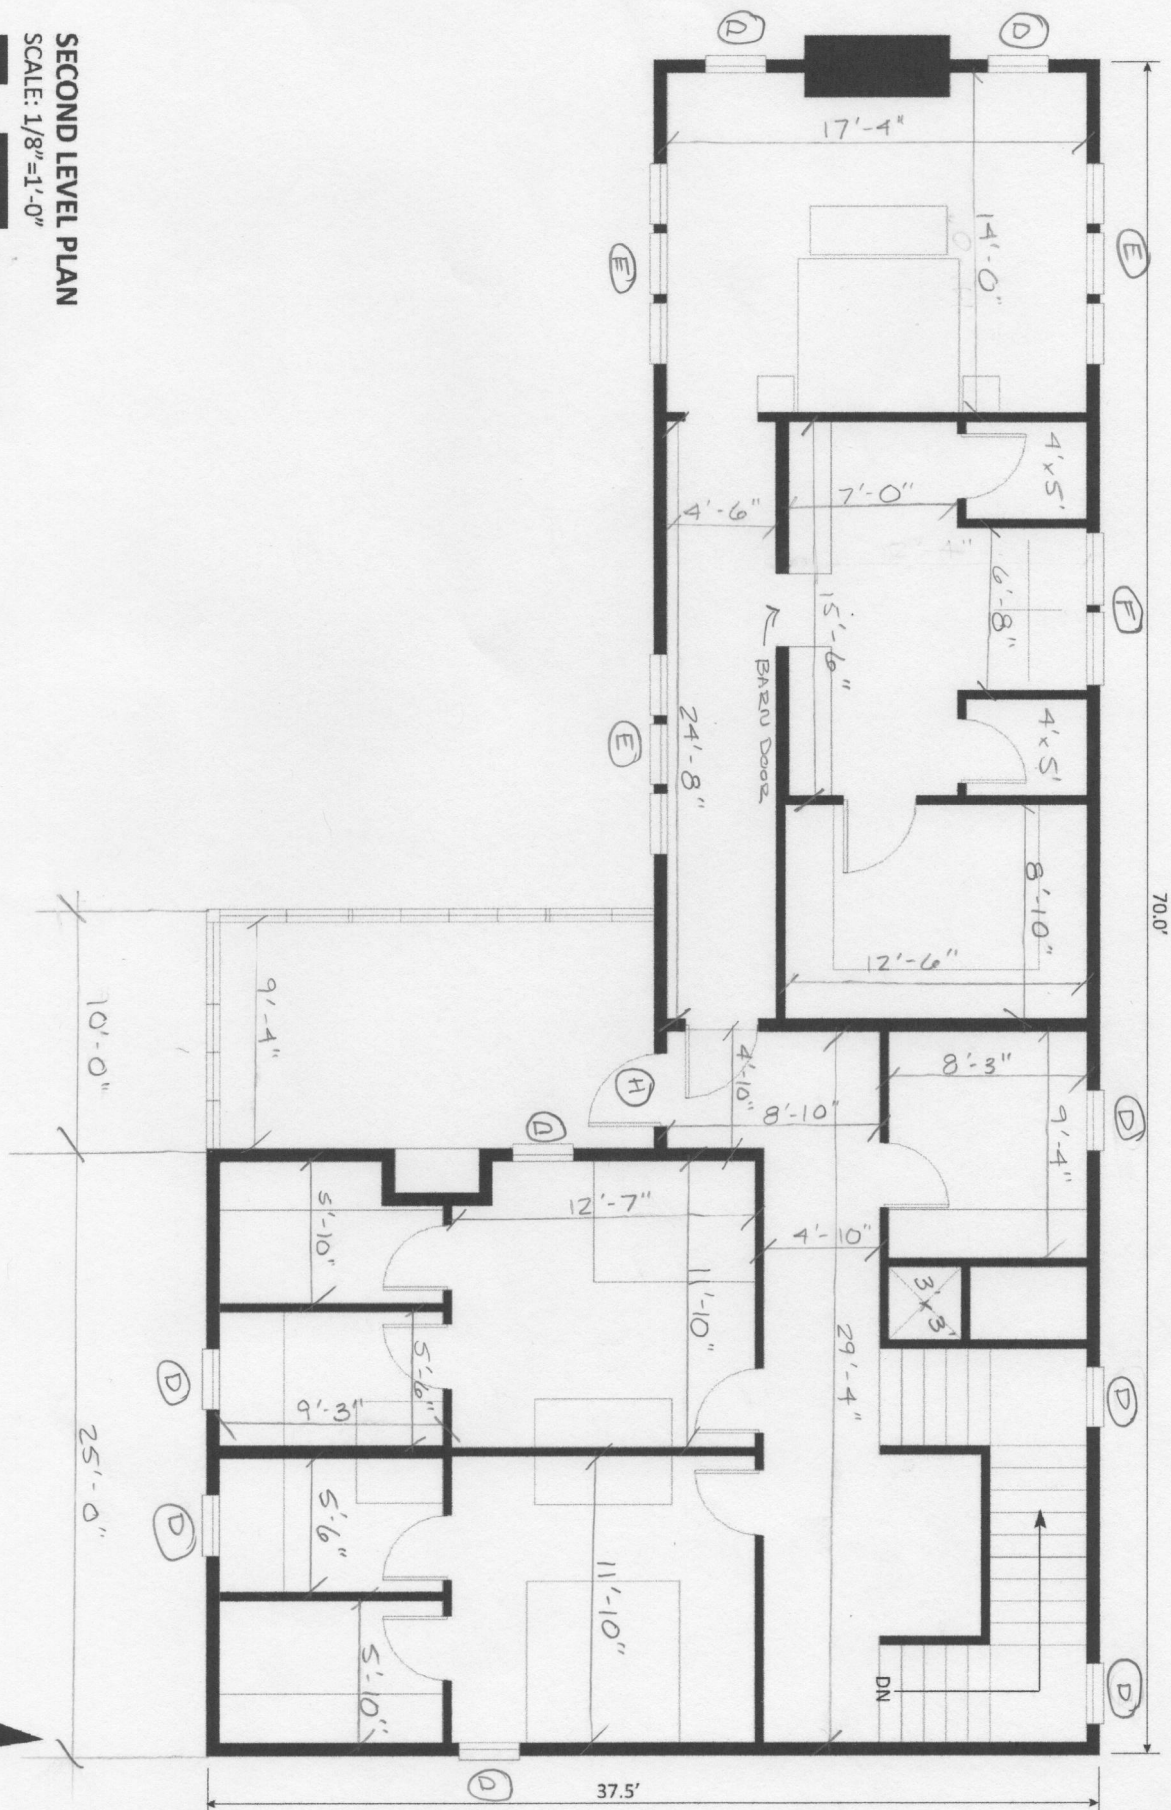 SECOND LEVEL PLAN
SCALE: 1/8"=1'-0"
D
D
17'-4"
14'-0"
E
E
4'x5'
7'-0"
4'-6"
6'-8"
F
15'-6"
BARN DOOR
4'x5'
E
24'-8"
70.0'
8'-10"
12'-6"
9'-4"
10'-0"
H
4'-10"
8'-10"
8'-3"
9'-4"
D
D
5'-10"
12'-7"
4'-10"
11'-10"
3'x3'
29'-4"
D
D
5'-6"
9'-3"
25'-0"
D
5'-6"
11'-10"
DN
D
5'-10"
D
37.5'